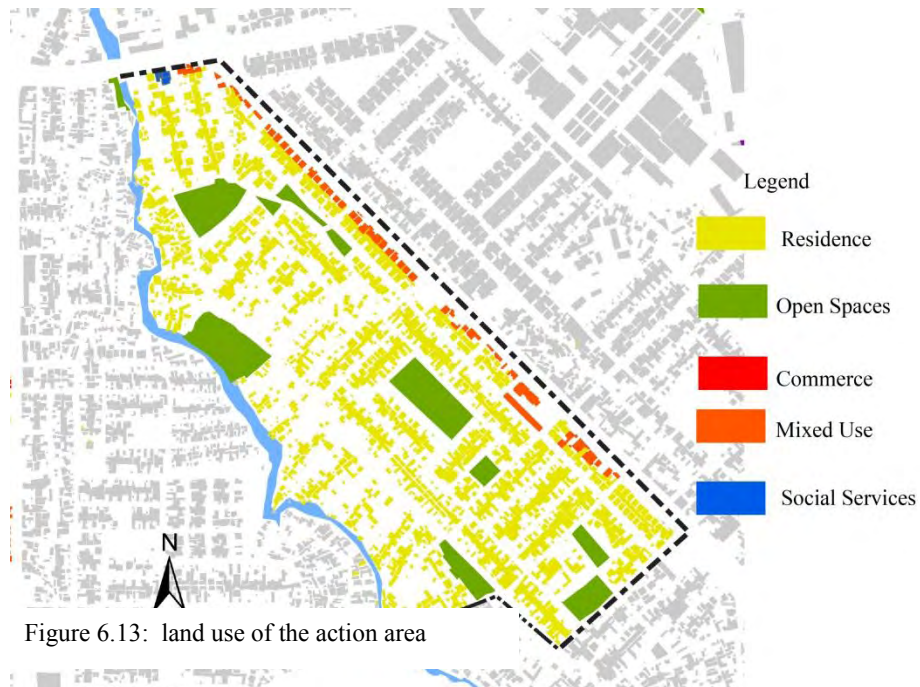 Legend
Residence
Open Spaces
Commerce
Mixed Use
Social Services
N
Figure 6.13: land use of the action area